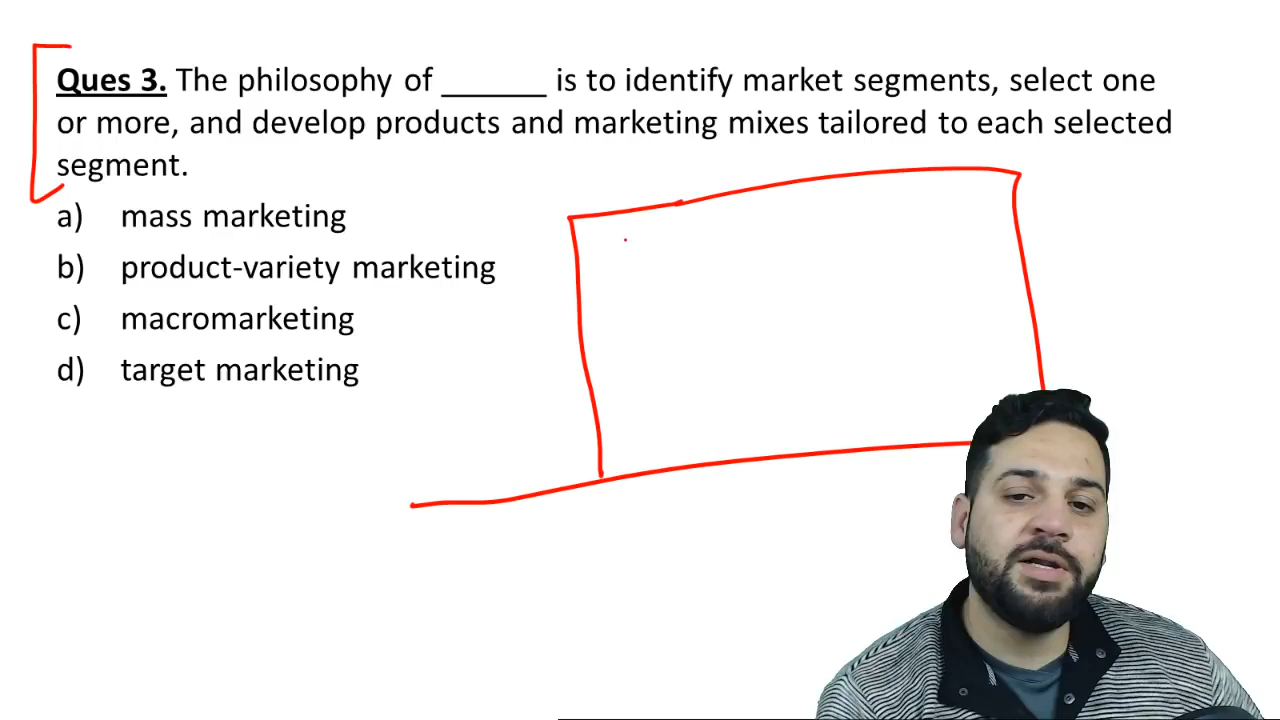 Ques 3. The philosophy of ______ is to identify market segments, select one
or more, and develop products and marketing mixes tailored to each selected
segment.
a) mass marketing
b) product-variety marketing
c) macromarketing
d) target marketing